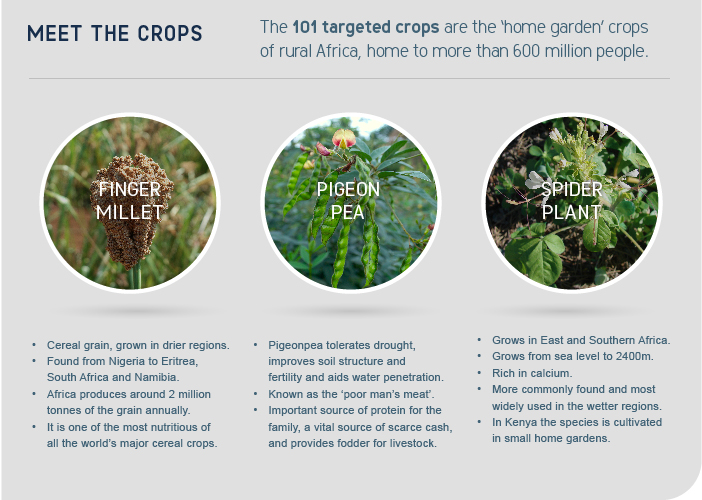 MEET THE CROPS
The 101 targeted crops are the ‘home garden’ crops
of rural Africa, home to more than 600 million people.
FINGER
MILLET
• Cereal grain, grown in drier regions.
• Found from Nigeria to Eritrea,
South Africa and Namibia.
• Africa produces around 2 million
tonnes of the grain annually.
• It is one of the most nutritious of
all the world’s major cereal crops.
PIGEON
PEA
• Pigeonpea tolerates drought,
improves soil structure and
fertility and aids water penetration.
• Known as the ‘poor man’s meat’.
• Important source of protein for the
family, a vital source of scarce cash,
and provides fodder for livestock.
SPIDER
PLANT
• Grows in East and Southern Africa.
• Grows from sea level to 2400m.
• Rich in calcium.
• More commonly found and most
widely used in the wetter regions.
• In Kenya the species is cultivated
in small home gardens.